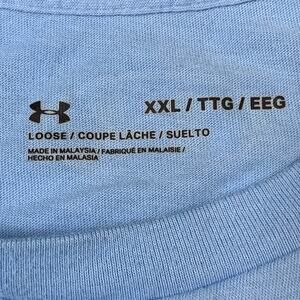 XXL / TTG / EEG
LOOSE / COUPE LÂCHE / SUELTO
MADE IN MALAYSIA / FABRIQUÉ EN MALAISIE /
HECHO EN MALASIA